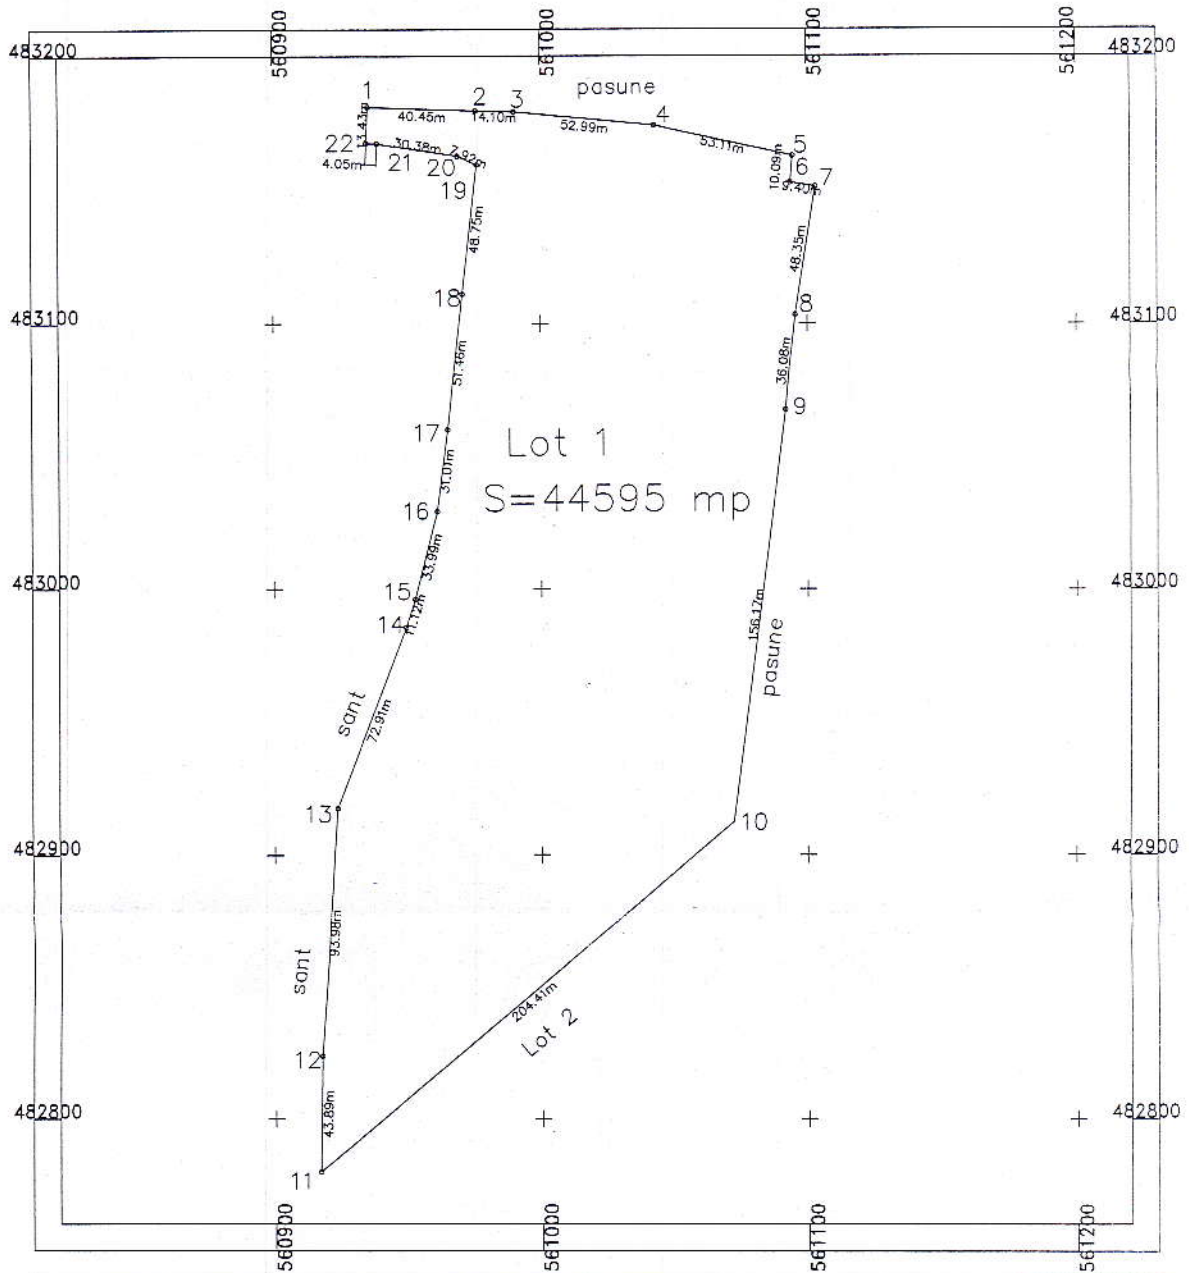 560900
561000
561100
561200
483200
483200
pasune
1
2
3
4
5
6
7
40.45m
14.10m
52.99m
53.11m
10.09m
9.40m
13.43m
22
4.05m
30.38m
21
20
7.92m
19
48.75m
48.35m
18
8
483100
483100
51.46m
36.08m
9
17
Lot 1
31.01m
S=44595 mp
16
33.99m
15
483000
483000
11.12m
14
156.17m
pasune
sant
72.91m
13
10
482900
482900
93.98m
sant
204.41m
Lot 2
12
43.89m
482800
482800
11
560900
561000
561100
561200